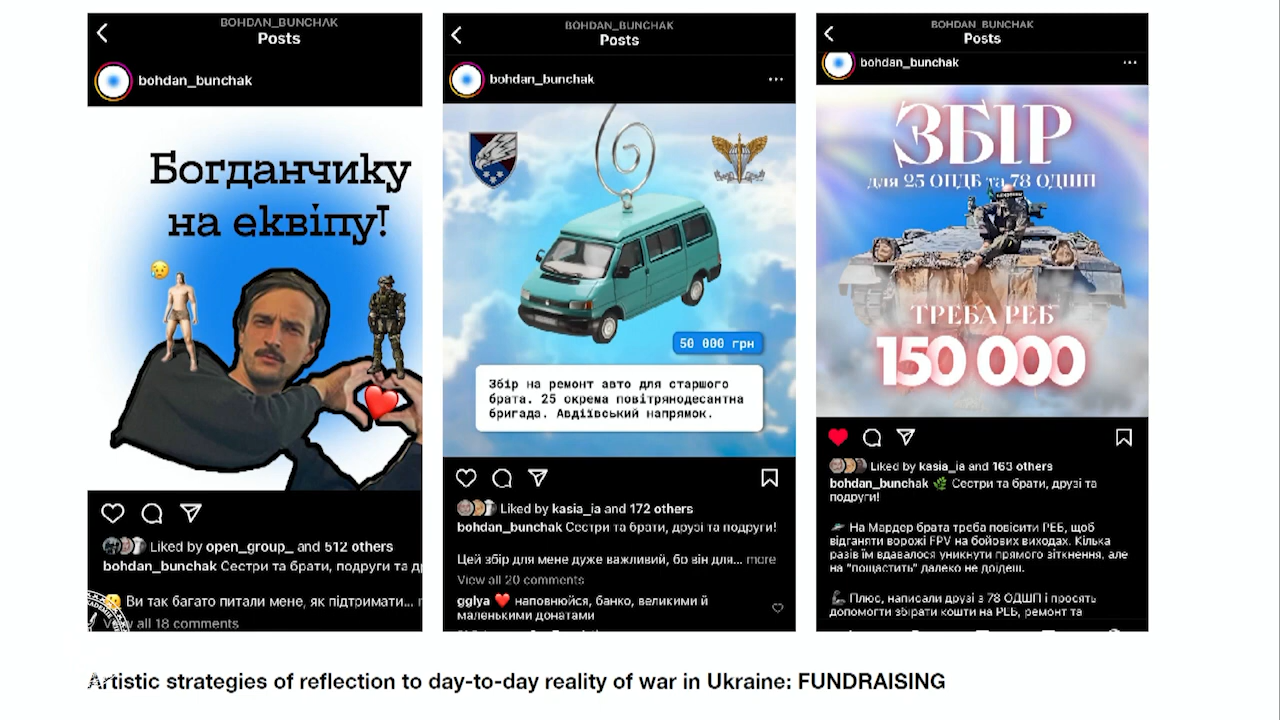 BOHDAN_BUNCHAK
Posts
bohdan_bunchak
Богданчику
на еквіпу!
Liked by open_group_ and 512 others
bohdan_bunchak Сестри та брати, подруги та др
Ви так багато питали мене, як підтримати...
View all 18 comments
BOHDAN_BUNCHAK
Posts
bohdan_bunchak
50 000 грн
Збір на ремонт авто для старшого
брата. 25 окрема повітрянодесантна
бригада. Авдіївський напрямок.
Liked by kasia_ia and 172 others
bohdan_bunchak Сестри та брати, друзі та подруги!
Цей збір для мене дуже важливий, бо він для... more
View all 20 comments
gglya ❤️ наповнюйся, банко, великими й
маленькими донатами
BOHDAN_BUNCHAK
Posts
bohdan_bunchak
ЗБІР
для 25 ОПДБ та 78 ОДШП
ТРЕБА РЕБ
150 000
Liked by kasia_ia and 163 others
bohdan_bunchak 🌿 Сестри та брати, друзі та
подруги!
На Мардер брата треба повісити РЕБ, щоб
відганяти ворожі FPV на бойових виходах. Кілька
разів їм вдавалося уникнути прямого зіткнення, але
на "пощастить" далеко не доїдеш.
Плюс, написали друзі з 78 ОДШП і просять
допомогти збирати кошти на РЕБ, ремонт та
Artistic strategies of reflection to day-to-day reality of war in Ukraine: FUNDRAISING